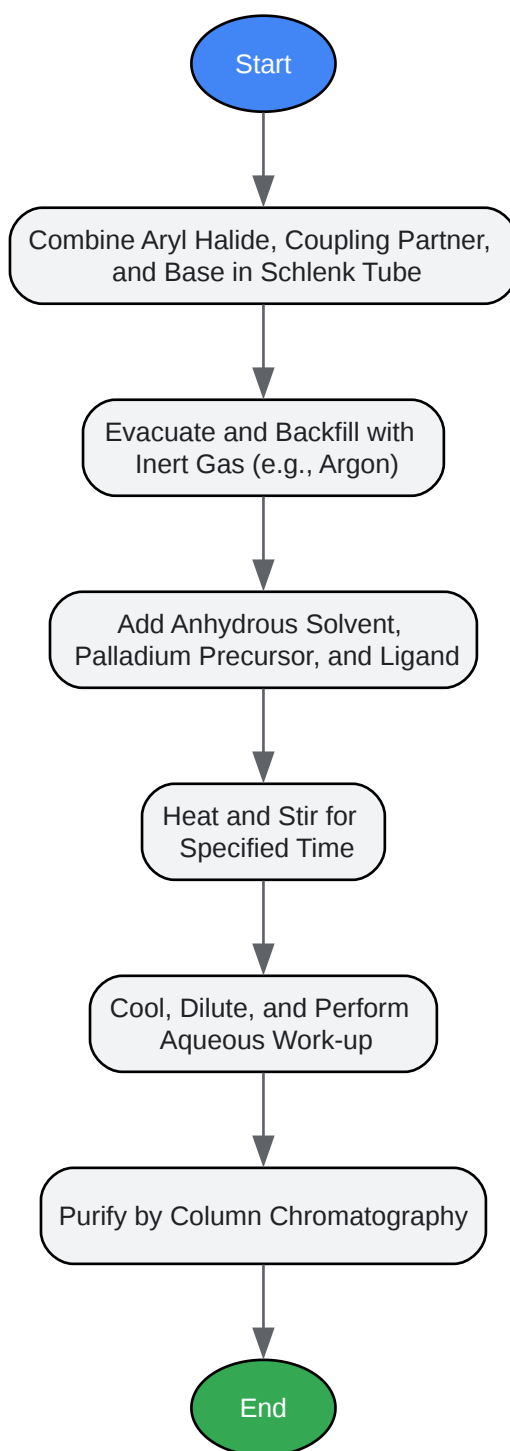 Start
Combine Aryl Halide, Coupling Partner,
and Base in Schlenk Tube
Evacuate and Backfill with
Inert Gas (e.g., Argon)
Add Anhydrous Solvent,
Palladium Precursor, and Ligand
Heat and Stir for
Specified Time
Cool, Dilute, and Perform
Aqueous Work-up
Purify by Column Chromatography
End